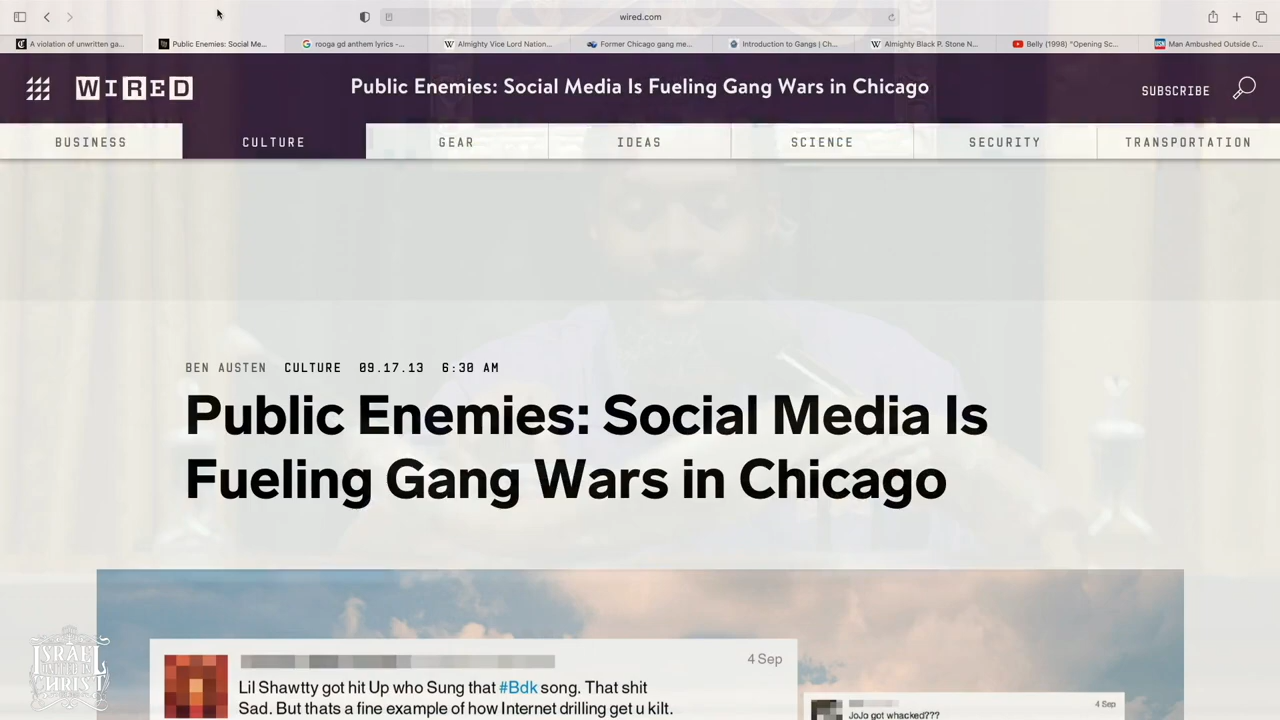 wired.com
A violation of unwritten ga...
Public Enemies: Social Me...
rooga gd anthem lyrics -...
Almighty Vice Lord Nation...
Former Chicago gang me...
Introduction to Gangs | Ch...
Almighty Black P. Stone N...
Belly (1998) "Opening Sc...
Man Ambushed Outside C...
WIRED
Public Enemies: Social Media Is Fueling Gang Wars in Chicago
SUBSCRIBE
BUSINESS
CULTURE
GEAR
IDEAS
SCIENCE
SECURITY
TRANSPORTATION
BEN AUSTEN CULTURE 09.17.13 6:30 AM
Public Enemies: Social Media Is
Fueling Gang Wars in Chicago
4 Sep
Lil Shawtty got hit Up who Sung that #Bdk song. That shit
Sad. But thats a fine example of how Internet drilling get u kilt.
4 Sep
JoJo got whacked???
ISRAEL
UNITED IN
CHRIST